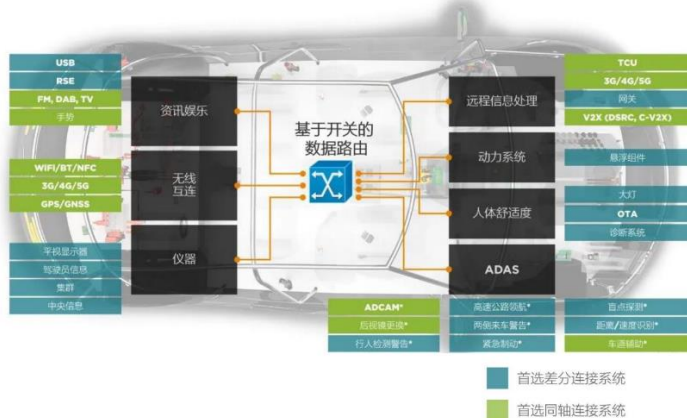 USB
RSE
FM, DAB, TV
手势
资讯娱乐
WIFI/BT/NFC
3G/4G/5G
GPS/GNSS
无线
互连
平视显示器
驾驶员信息
集群
中央信息
仪器
基于开关的
数据路由
远程信息处理
TCU
3G/4G/5G
网关
V2X (DSRC, C-V2X)
动力系统
悬浮组件
人体舒适度
大灯
OTA
诊断系统
ADAS
ADCAM*
高速公路领航*
盲点探测*
后视镜更换*
两侧来车警告*
距离/速度识别*
行人检测警告*
紧急制动*
车道辅助*
首选差分连接系统
首选同轴连接系统